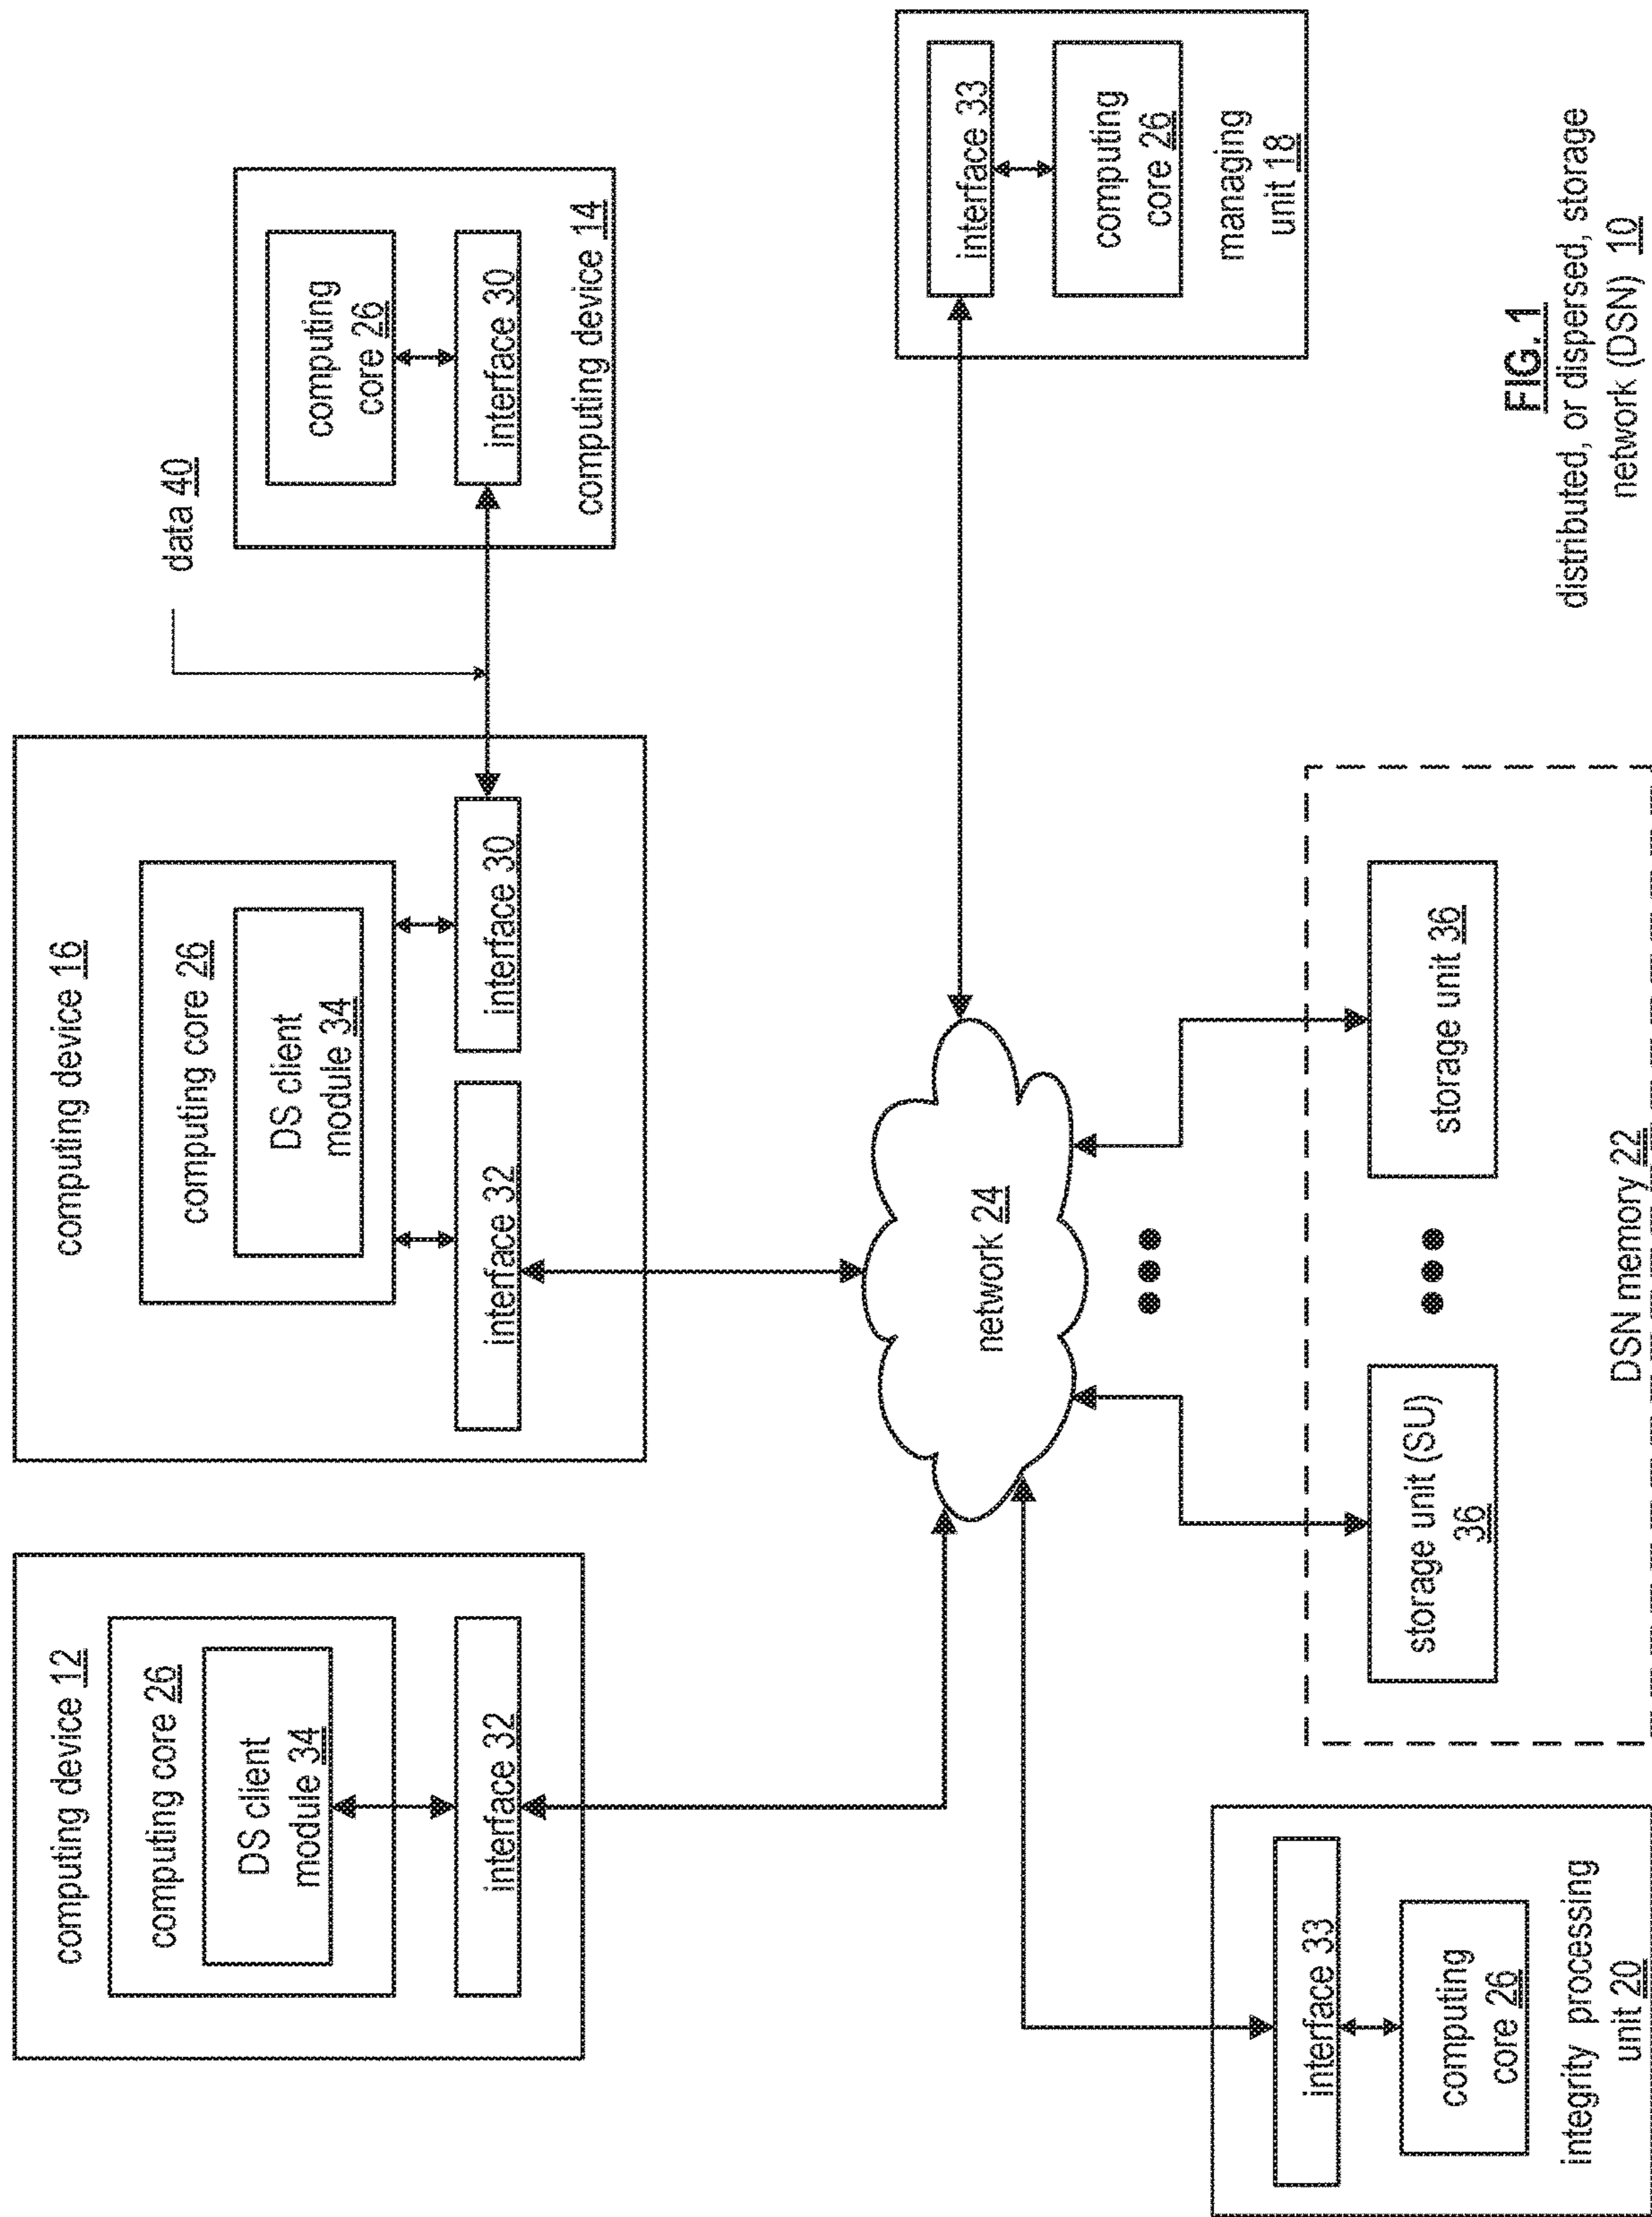 computing device 12
computing core 26
DS client
module 34
interface 32
computing device 16
computing core 26
DS client
module 34
interface 32
interface 30
data 40
computing
core 26
interface 30
computing device 14
network 24
interface 33
computing
core 26
managing
unit 18
interface 33
computing
core 26
integrity processing
unit 20
storage unit (SU)
36
storage unit 36
DSN memory 22
FIG. 1
distributed, or dispersed, storage
network (DSN) 10